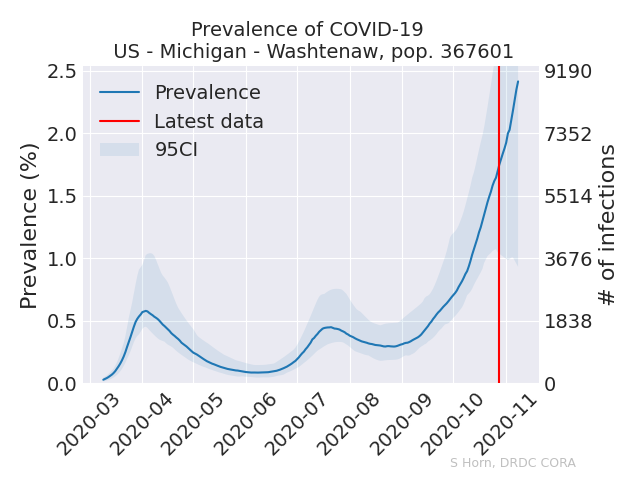 Prevalence of COVID-19
US - Michigan - Washtenaw, pop. 367601
Prevalence
Latest data
95CI
Prevalence (%)
2.5
2.0
1.5
1.0
0.5
0.0
9190
7352
5514
3676
1838
0
# of infections
2020-03
2020-04
2020-05
2020-06
2020-07
2020-08
2020-09
2020-10
2020-11
S Horn, DRDC CORA